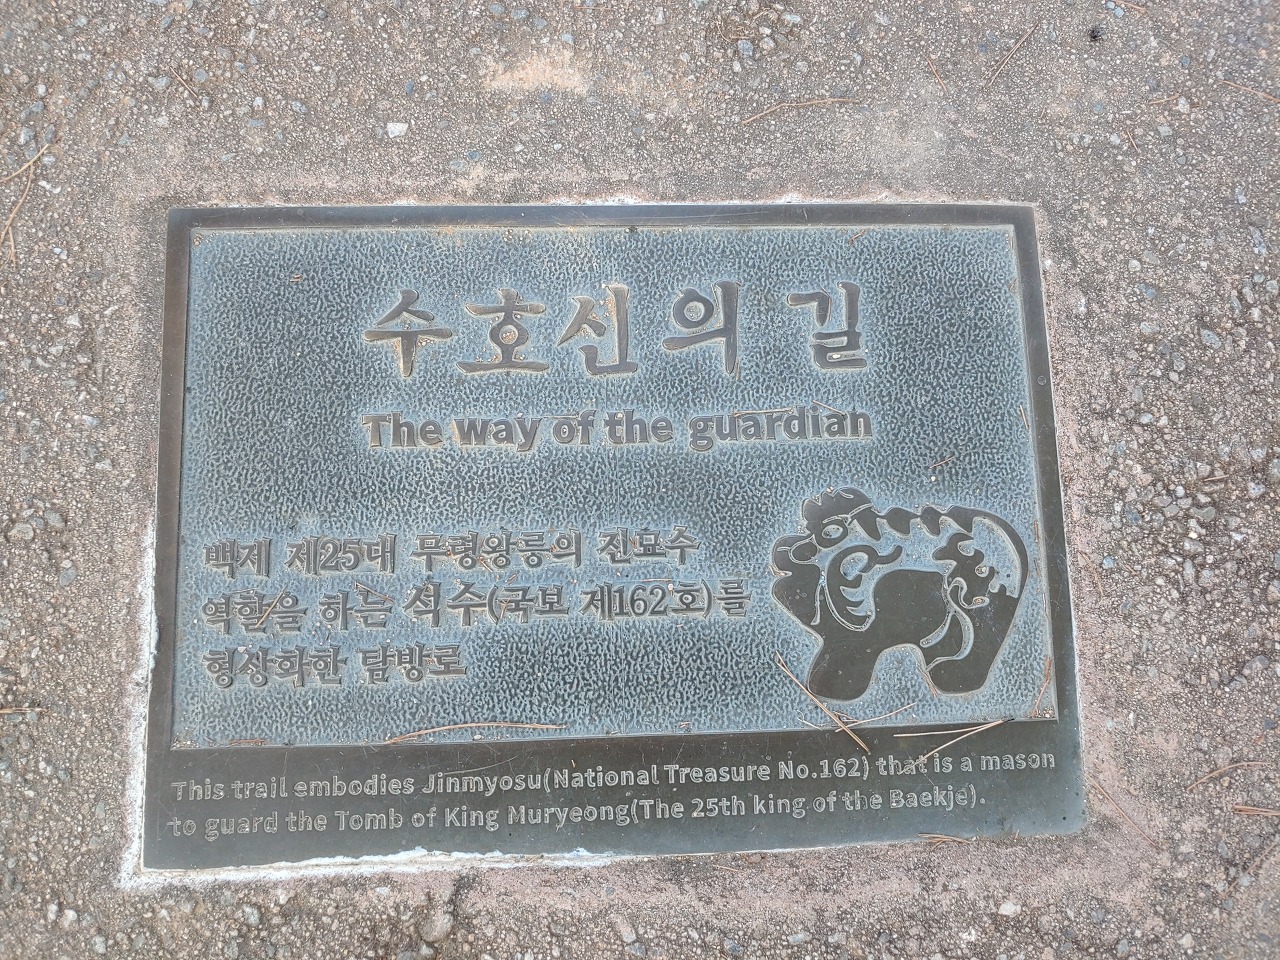 수호신의 길
The way of the guardian
백제 제25대 무령왕릉의 진묘수
역할을 하는 석수(국보 제162호)를
형상화한 탐방로
This trail embodies Jinmyosu(National Treasure No.162) that is a mason
to guard the Tomb of King Muryeong(The 25th king of the Baekje).